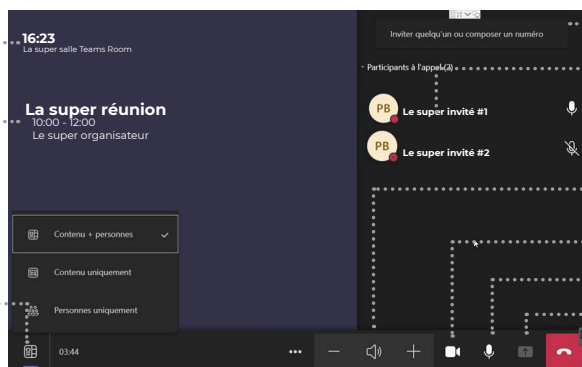 16:23
La super salle Teams Room
La super réunion
10:00 - 12:00
Le super organisateur
Contenu + personnes
Contenu uniquement
Personnes uniquement
03:44
Inviter quelqu'un ou composer un numéro
Participants à l'appel (2)
PB
Le super invité #1
PB
Le super invité #2